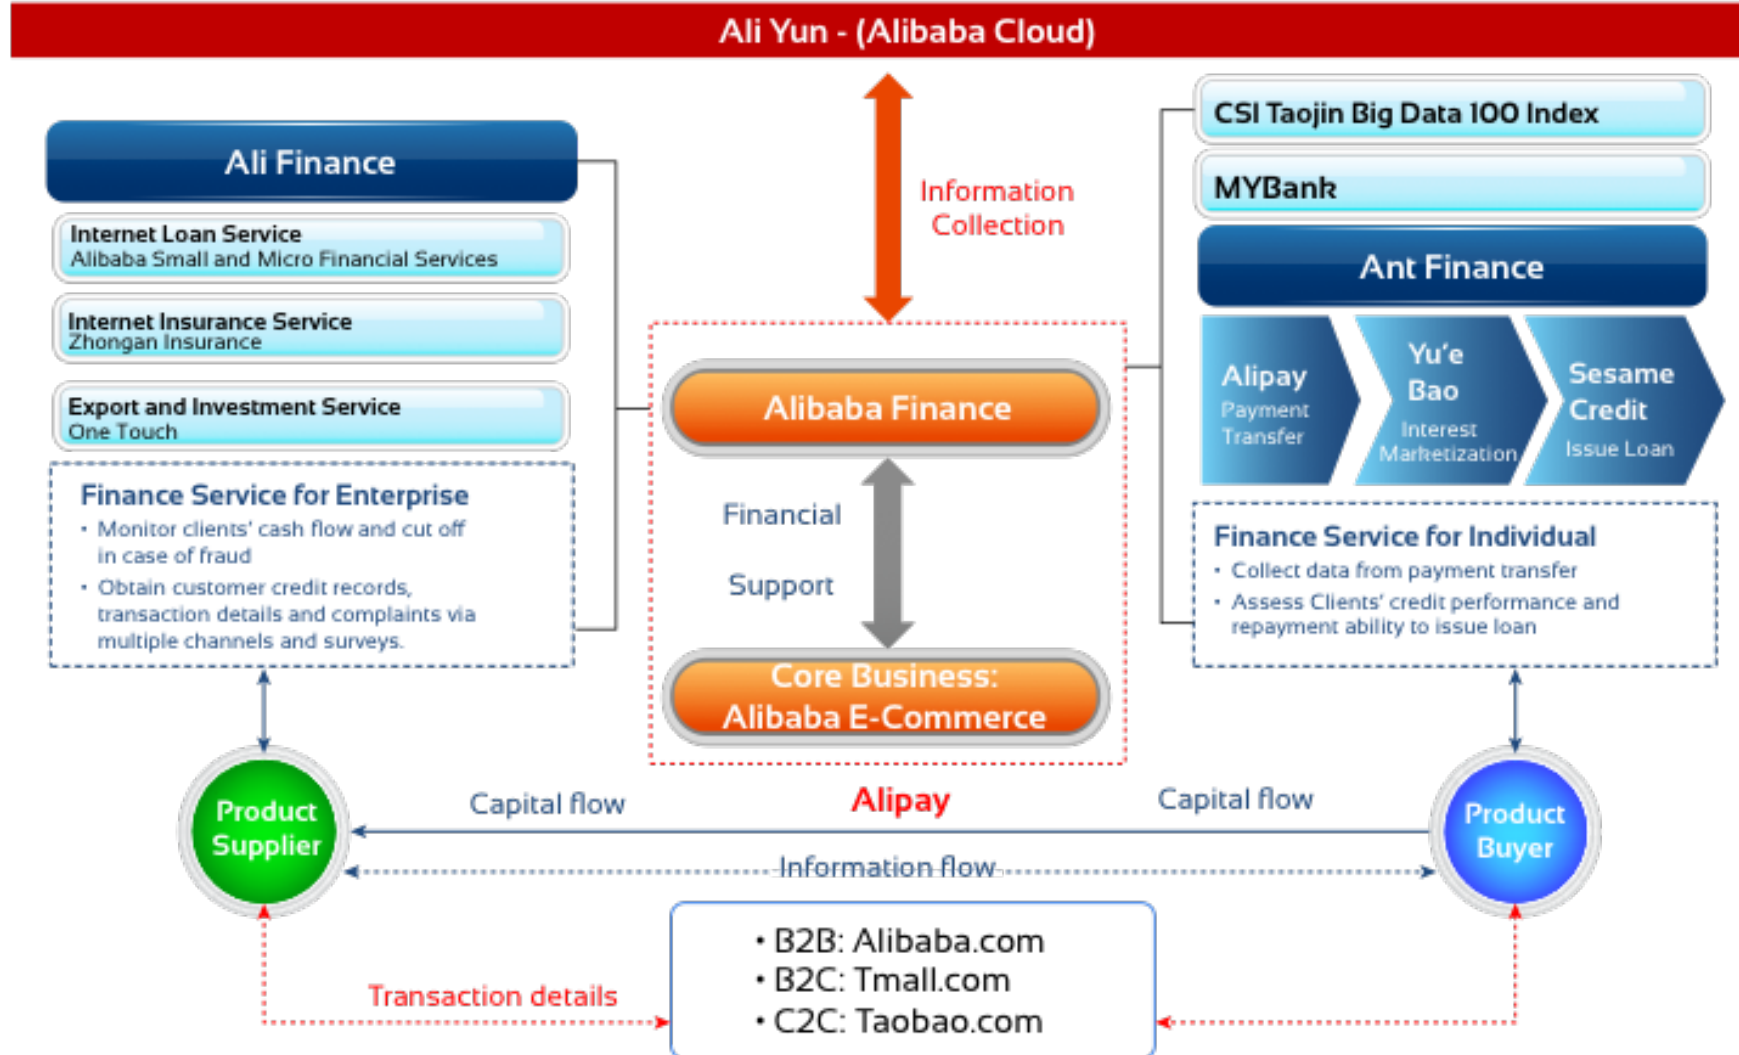 Ali Yun - (Alibaba Cloud)
Ali Finance
Internet Loan Service
Alibaba Small and Micro Financial Services
Internet Insurance Service
Zhongan Insurance
Export and Investment Service
One Touch
Finance Service for Enterprise
• Monitor clients' cash flow and cut off
in case of fraud
• Obtain customer credit records,
transaction details and complaints via
multiple channels and surveys.
Information
Collection
Alibaba Finance
Financial
Support
Core Business:
Alibaba E-Commerce
CSI Taojin Big Data 100 Index
MYBank
Ant Finance
Alipay
Payment
Transfer
Yu'e
Bao
Interest
Marketization
Sesame
Credit
Issue Loan
Finance Service for Individual
• Collect data from payment transfer
• Assess Clients' credit performance and
repayment ability to issue loan
Product
Supplier
Capital flow
Alipay
Capital flow
Product
Buyer
Information flow
Transaction details
• B2B: Alibaba.com
• B2C: Tmall.com
• C2C: Taobao.com